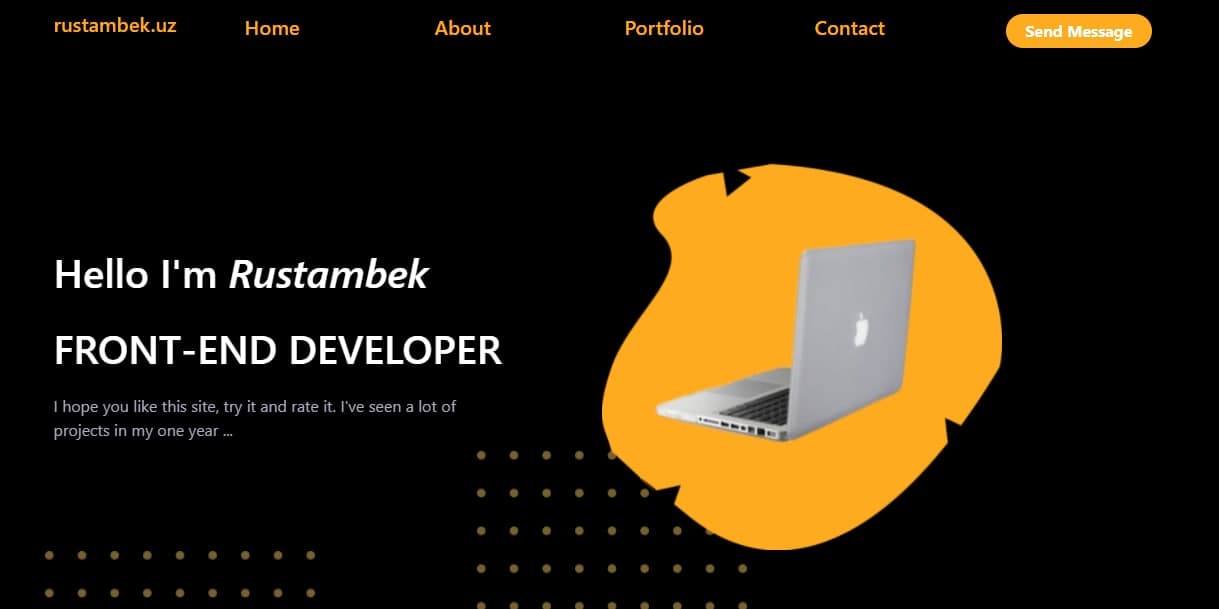 rustambek.uz
Home
About
Portfolio
Contact
Send Message
Hello I'm Rustambek
FRONT-END DEVELOPER
I hope you like this site, try it and rate it. I've seen a lot of
projects in my one year ...